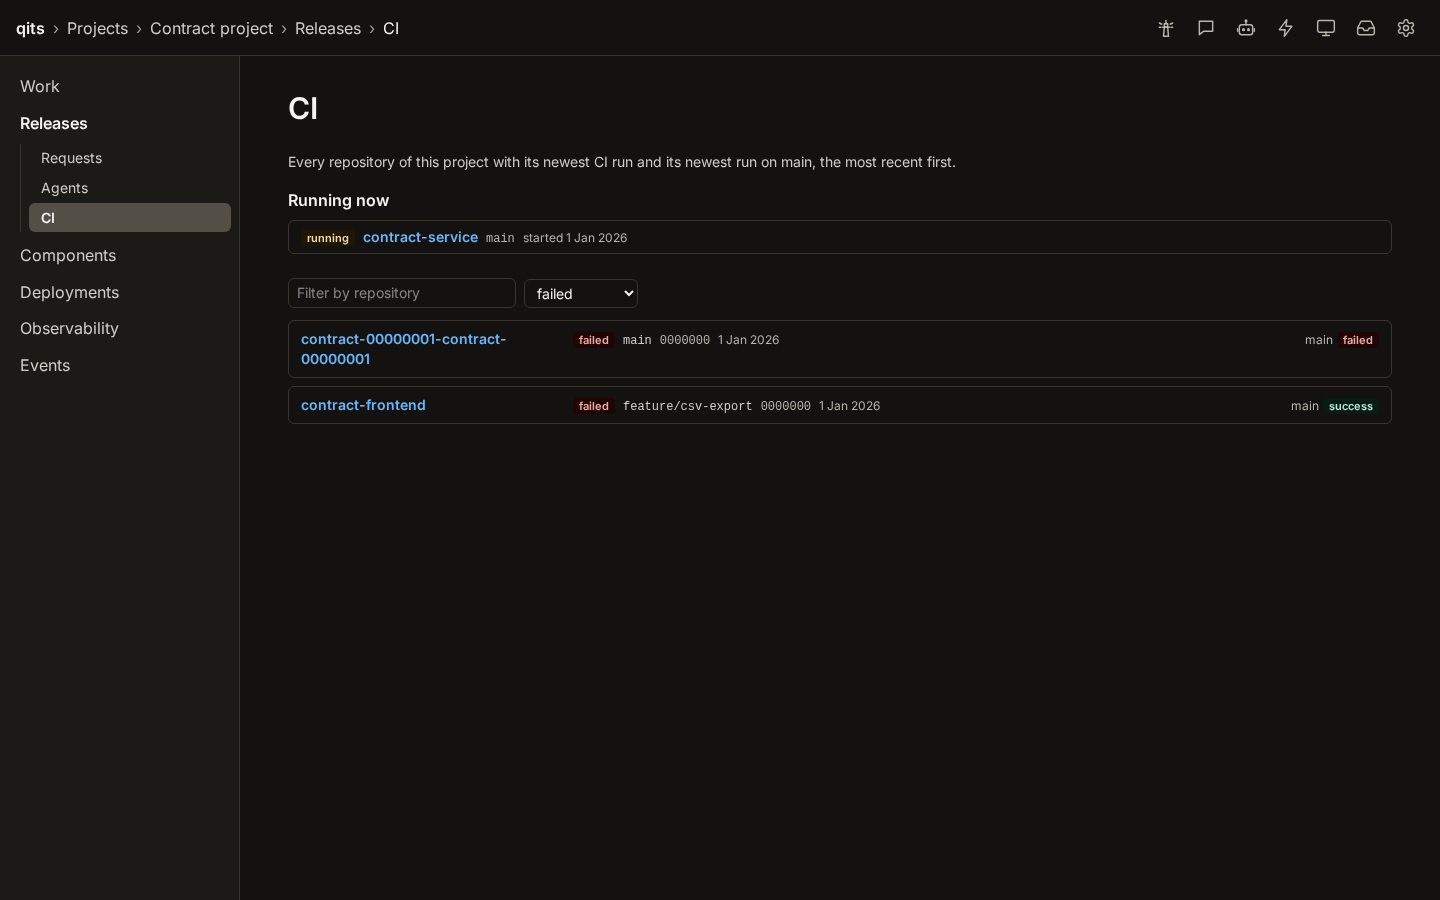 qits › Projects › Contract project › Releases › CI
Work
Releases
Requests
Agents
CI
Components
Deployments
Observability
Events
CI
Every repository of this project with its newest CI run and its newest run on main, the most recent first.
Running now
running contract-service main started 1 Jan 2026
Filter by repository failed
contract-00000001-contract-00000001 failed main 0000000 1 Jan 2026 main failed
contract-frontend failed feature/csv-export 0000000 1 Jan 2026 main success